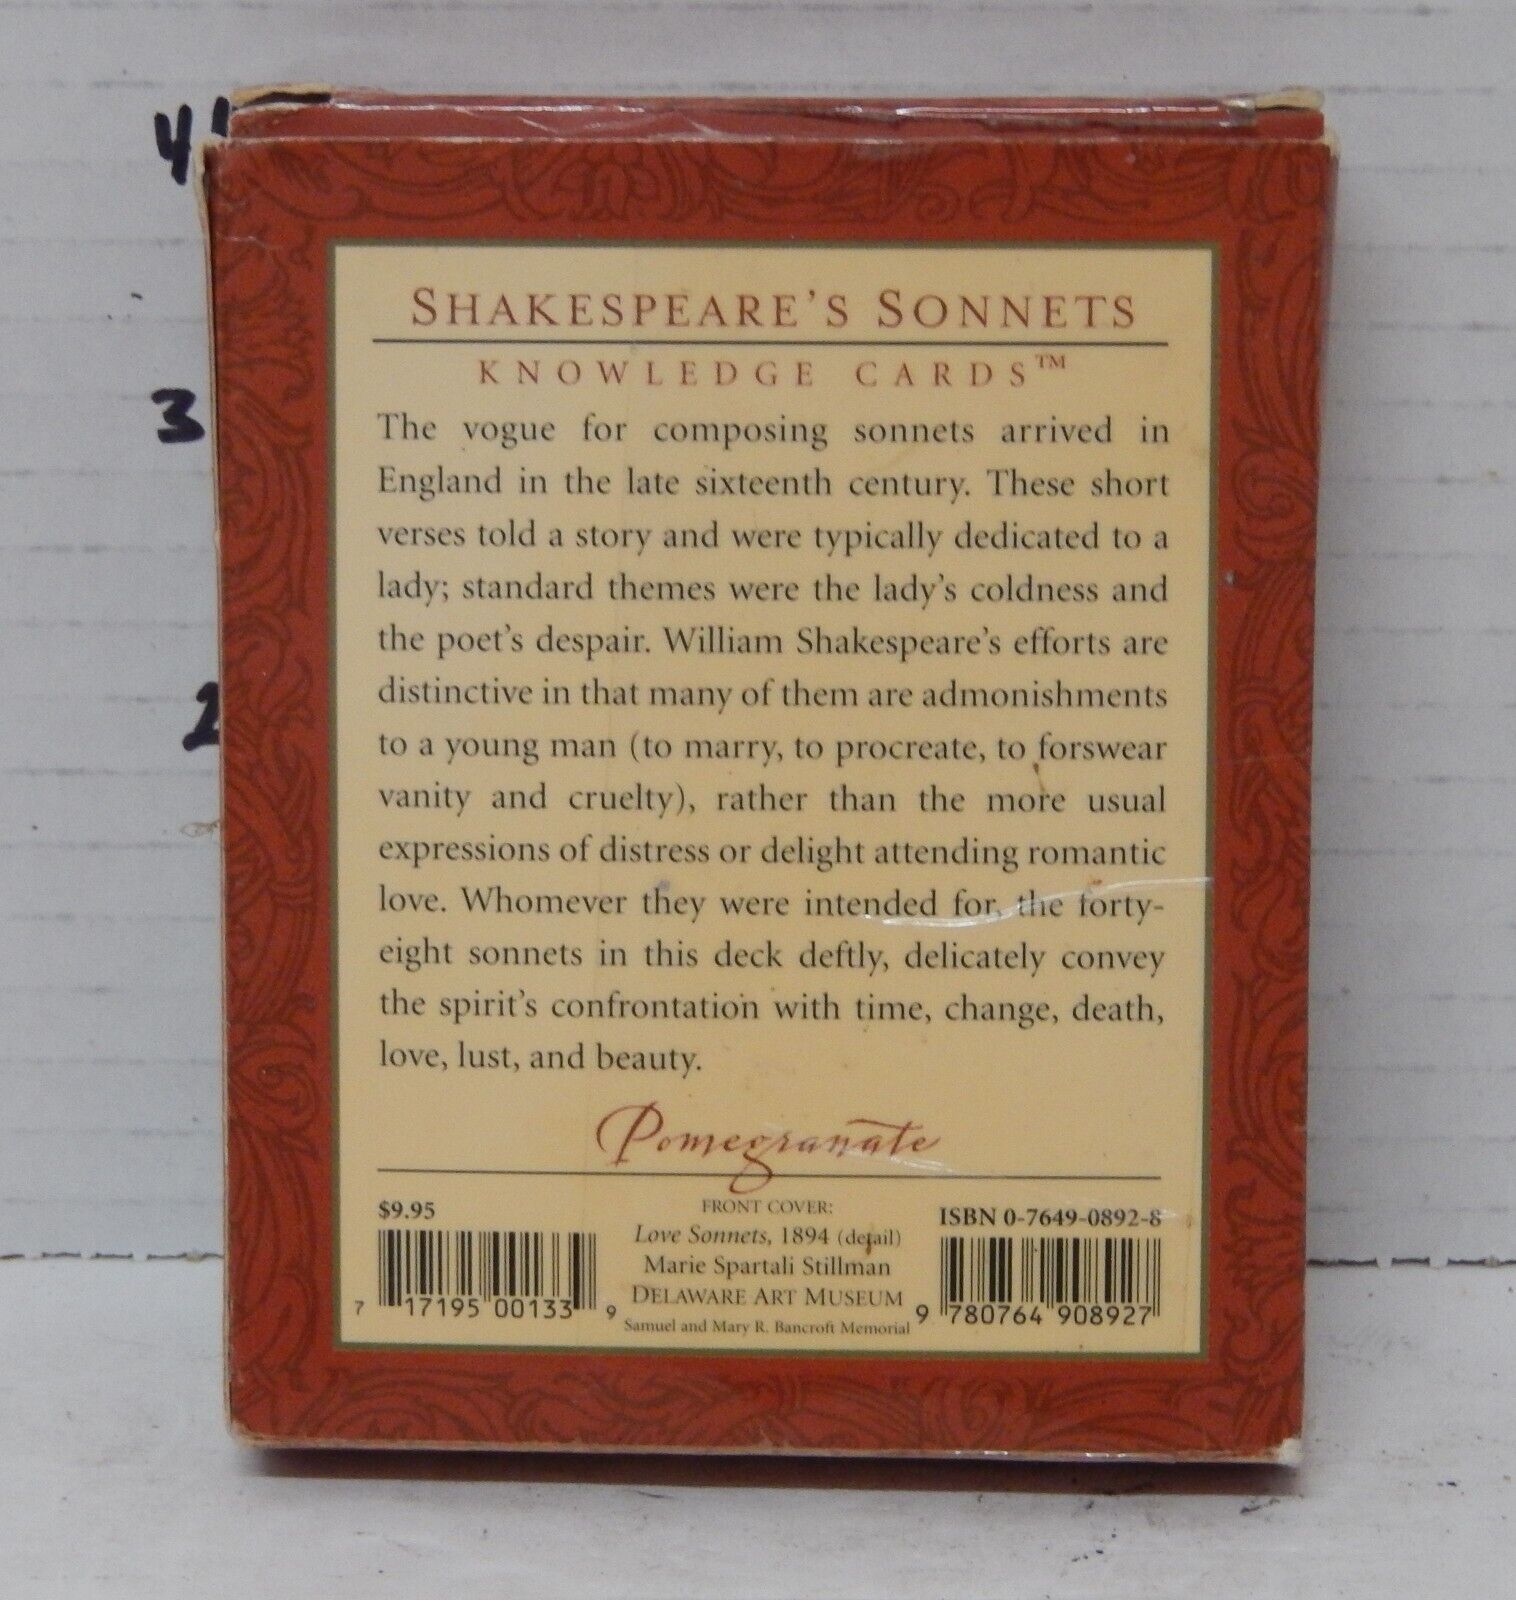 4"
3
2
SHAKESPEARE'S SONNETS
KNOWLEDGE CARDS™
The vogue for composing sonnets arrived in
England in the late sixteenth century. These short
verses told a story and were typically dedicated to a
lady; standard themes were the lady's coldness and
the poet's despair. William Shakespeare's efforts are
distinctive in that many of them are admonishments
to a young man (to marry, to procreate, to forswear
vanity and cruelty), rather than the more usual
expressions of distress or delight attending romantic
love. Whomever they were intended for, the forty-
eight sonnets in this deck deftly, delicately convey
the spirit's confrontation with time, change, death,
love, lust, and beauty.
Pomegranate
$9.95
7 17195 00133 9
FRONT COVER:
Love Sonnets, 1894 (detail)
Marie Spartali Stillman
DELAWARE ART MUSEUM
Samuel and Mary R. Bancroft Memorial
ISBN 0-7649-0892-8
9 780764 908927